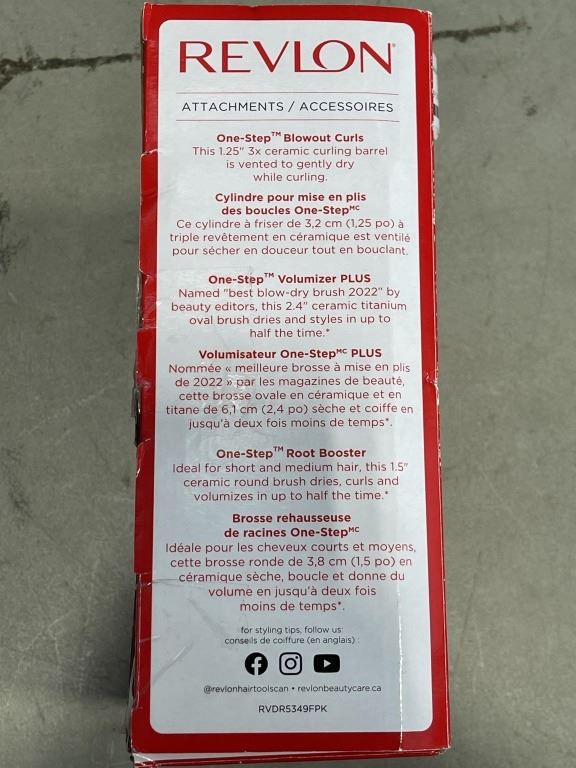 REVLON®
ATTACHMENTS / ACCESSOIRES
One-Step™ Blowout Curls
This 1.25" 3x ceramic curling barrel
is vented to gently dry
while curling.
Cylindre pour mise en plis
des boucles One-Stepᴹᶜ
Ce cylindre à friser de 3,2 cm (1,25 po) à
triple revêtement en céramique est ventilé
pour sécher en douceur tout en bouclant.
One-Step™ Volumizer PLUS
Named "best blow-dry brush 2022" by
beauty editors, this 2.4" ceramic titanium
oval brush dries and styles in up to
half the time.*
Volumisateur One-Stepᴹᶜ PLUS
Nommée « meilleure brosse à mise en plis
de 2022 » par les magazines de beauté,
cette brosse ovale en céramique et en
titane de 6,1 cm (2,4 po) sèche et coiffe en
jusqu'à deux fois moins de temps*.
One-Step™ Root Booster
Ideal for short and medium hair, this 1.5"
ceramic round brush dries, curls and
volumizes in up to half the time.*
Brosse rehausseuse
de racines One-Stepᴹᶜ
Idéale pour les cheveux courts et moyens,
cette brosse ronde de 3,8 cm (1,5 po) en
céramique sèche, boucle et donne du
volume en jusqu'à deux fois
moins de temps*.
for styling tips, follow us:
conseils de coiffure (en anglais) :
@revlonhairtoolscan • revlonbeautycare.ca
RVDR5349FPK